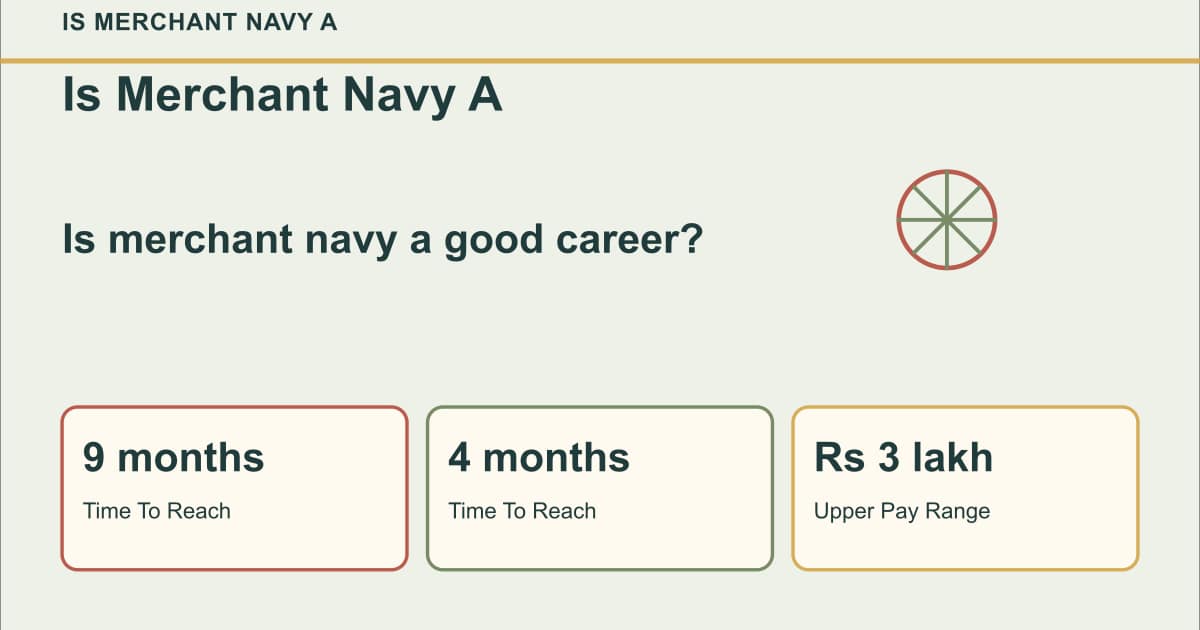 IS MERCHANT NAVY A
Is Merchant Navy A
Is merchant navy a good career?
9 months
Time To Reach
4 months
Time To Reach
Rs 3 lakh
Upper Pay Range